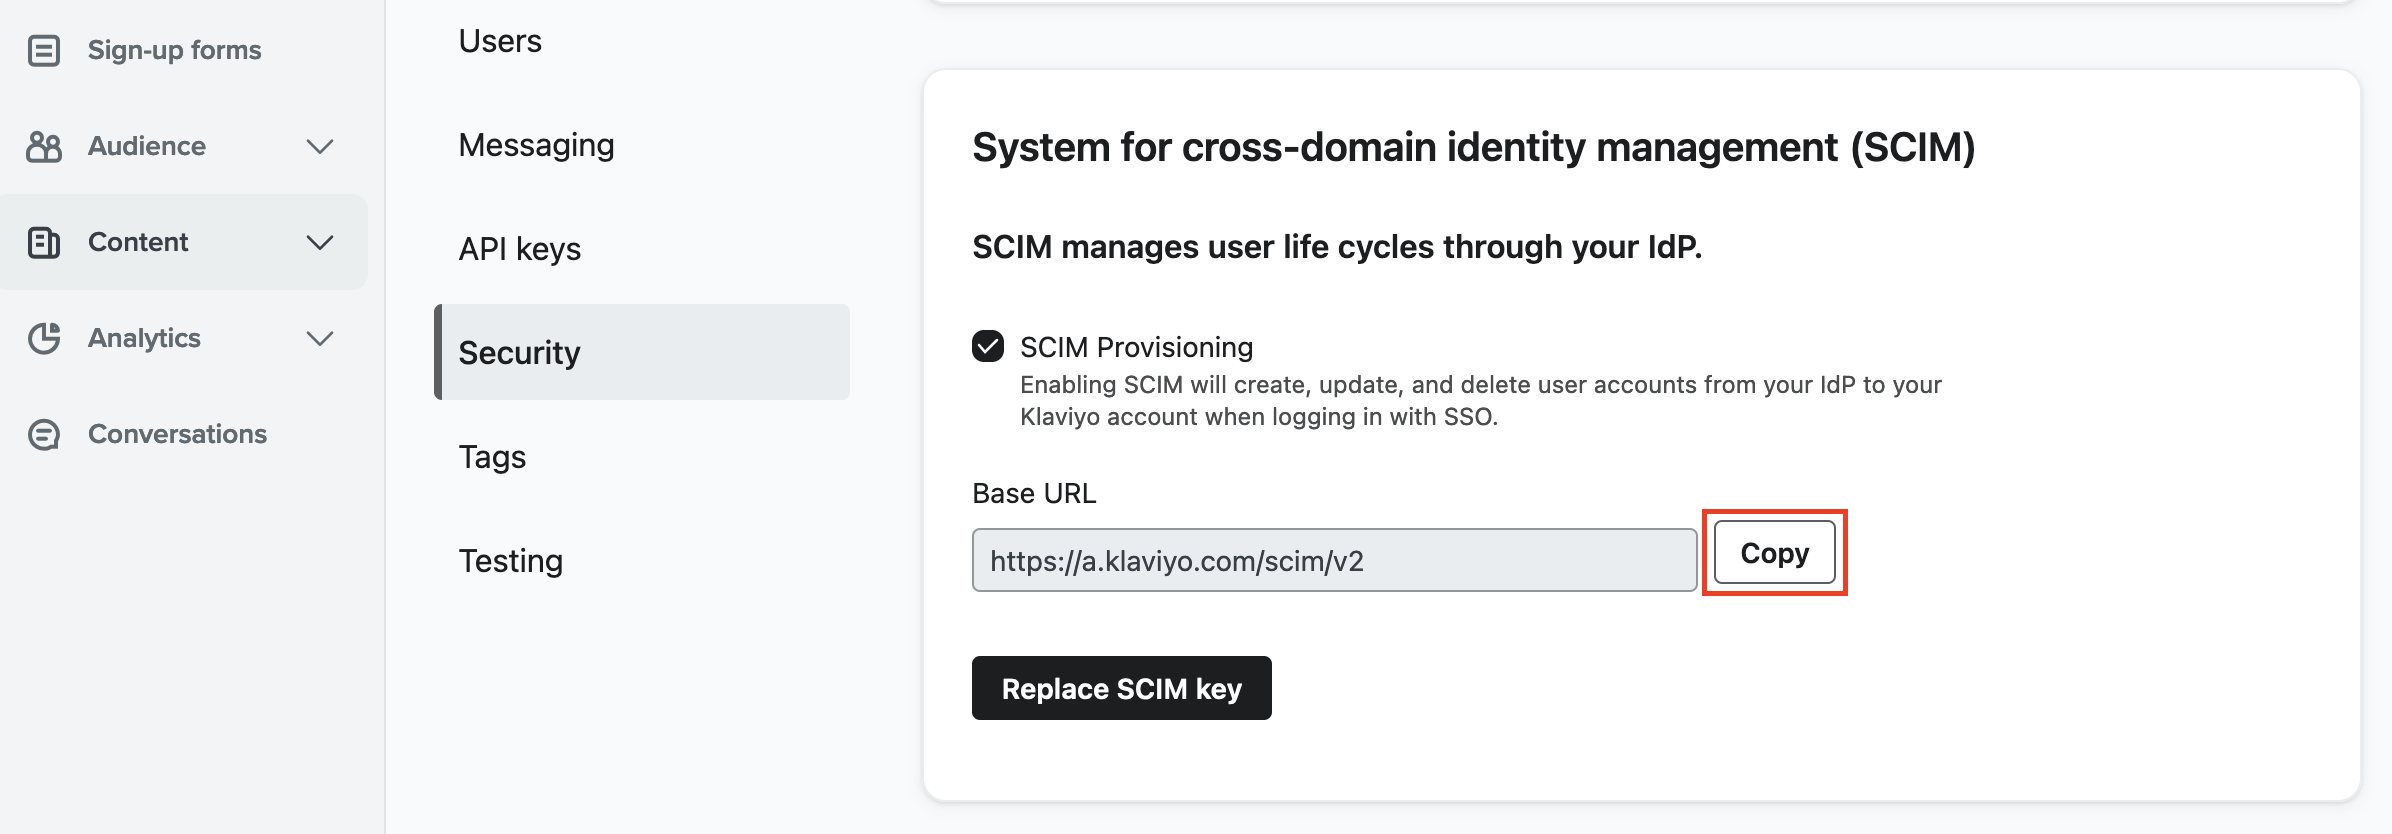 Sign-up forms
Audience
Content
Analytics
Conversations
Users
Messaging
API keys
Security
Tags
Testing
System for cross-domain identity management (SCIM)
SCIM manages user life cycles through your IdP.
SCIM Provisioning
Enabling SCIM will create, update, and delete user accounts from your IdP to your
Klaviyo account when logging in with SSO.
Base URL
https://a.klaviyo.com/scim/v2
Copy
Replace SCIM key